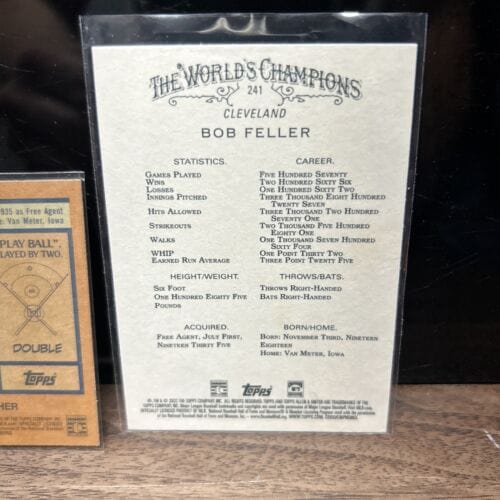 THE WORLD'S CHAMPIONS
241
CLEVELAND
BOB FELLER
STATISTICS. CAREER.
GAMES PLAYED FIVE HUNDRED SEVENTY
WINS TWO HUNDRED SIXTY SIX
LOSSES ONE HUNDRED SIXTY TWO
INNINGS PITCHED THREE THOUSAND EIGHT HUNDRED
TWENTY SEVEN
HITS ALLOWED THREE THOUSAND TWO HUNDRED
SEVENTY ONE
STRIKEOUTS TWO THOUSAND FIVE HUNDRED
EIGHTY ONE
WALKS ONE THOUSAND SEVEN HUNDRED
SIXTY FOUR
WHIP ONE POINT THIRTY TWO
EARNED RUN AVERAGE THREE POINT TWENTY FIVE
HEIGHT/WEIGHT. THROWS/BATS.
SIX FOOT THROWS RIGHT-HANDED
ONE HUNDRED EIGHTY FIVE BATS RIGHT-HANDED
POUNDS
ACQUIRED. BORN/HOME.
FREE AGENT, JULY FIRST, BORN: NOVEMBER THIRD, NINETEEN
NINETEEN THIRTY FIVE EIGHTEEN
HOME: VAN METER, IOWA
Topps
935 as Free Agent
: Van Meter, Iowa
PLAY BALL".
LAYED BY TWO.
DOUBLE
Topps
HER